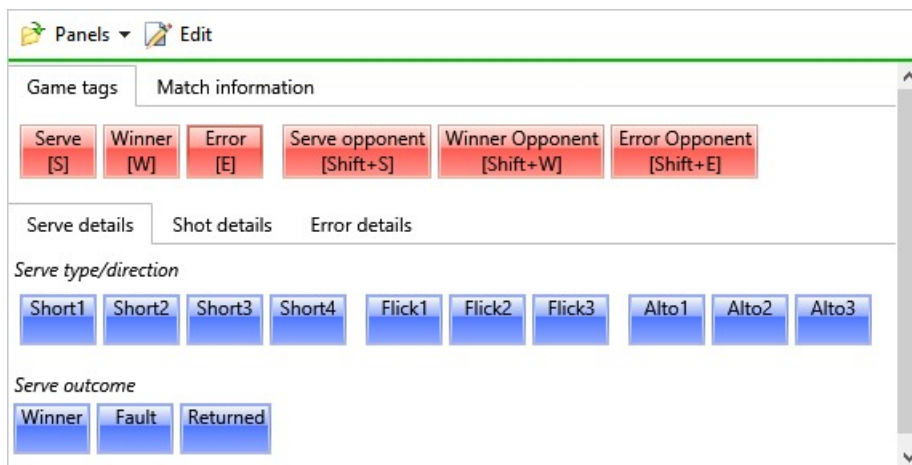 Panels Edit
Game tags Match information
Serve Winner Error Serve opponent Winner Opponent Error Opponent
[S] [W] [E] [Shift+S] [Shift+W] [Shift+E]
Serve details Shot details Error details
Serve type/direction
Short1 Short2 Short3 Short4 Flick1 Flick2 Flick3 Alto1 Alto2 Alto3
Serve outcome
Winner Fault Returned